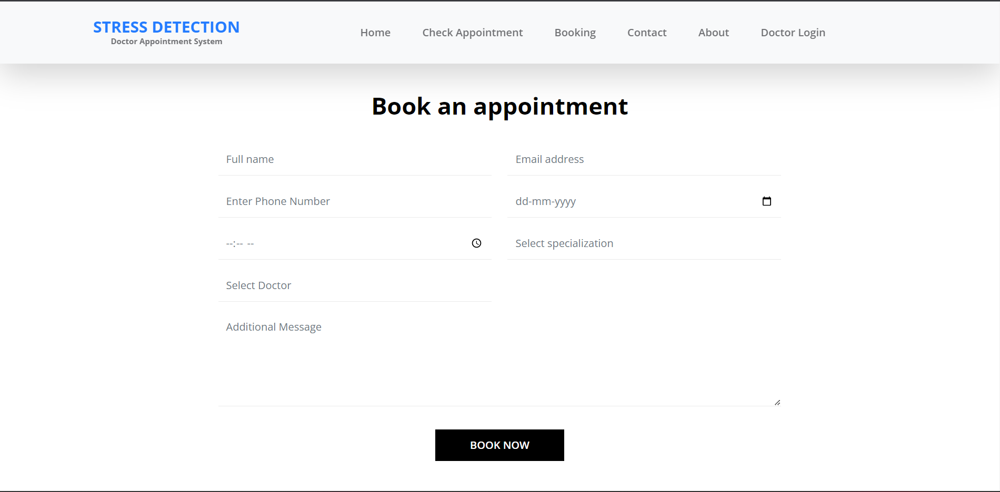 STRESS DETECTION
Doctor Appointment System
Home Check Appointment Booking Contact About Doctor Login
Book an appointment
Full name Email address
Enter Phone Number dd-mm-yyyy
--:-- -- Select specialization
Select Doctor
Additional Message
BOOK NOW